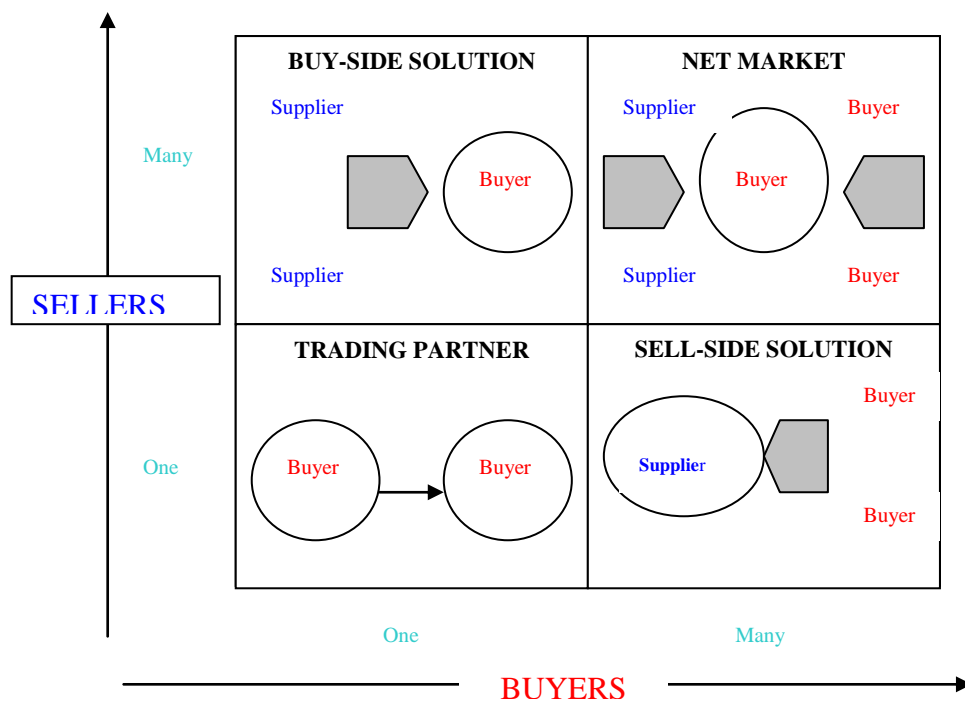 BUY-SIDE SOLUTION
NET MARKET
Supplier
Supplier
Buyer
Many
Buyer
Buyer
Supplier
Supplier
Buyer
SELLERS
TRADING PARTNER
SELL-SIDE SOLUTION
Buyer
One
Buyer
Buyer
Supplier
Buyer
One
Many
BUYERS